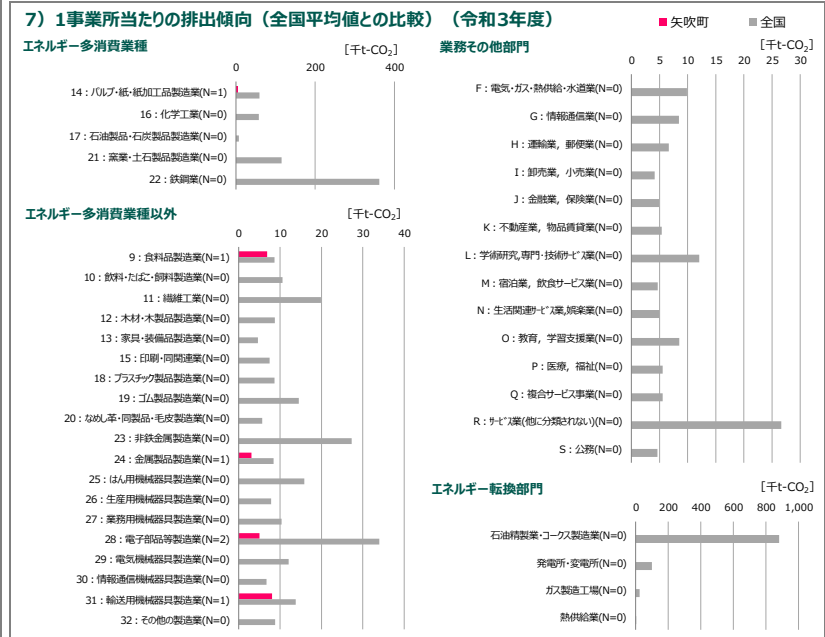 7）1事業所当たりの排出傾向（全国平均値との比較）（令和3年度）
矢吹町
全国
エネルギー多消費業種
[千t-CO₂]
0 200 400
14：パルプ・紙・紙加工品製造業(N=1)
16：化学工業(N=0)
17：石油製品・石炭製品製造業(N=0)
21：窯業・土石製品製造業(N=0)
22：鉄鋼業(N=0)
エネルギー多消費業種以外
[千t-CO₂]
0 10 20 30 40
9：食料品製造業(N=1)
10：飲料・たばこ・飼料製造業(N=0)
11：繊維工業(N=0)
12：木材・木製品製造業(N=0)
13：家具・装備品製造業(N=0)
15：印刷・同関連業(N=0)
18：プラスチック製品製造業(N=0)
19：ゴム製品製造業(N=0)
20：なめし革・同製品・毛皮製造業(N=0)
23：非鉄金属製造業(N=0)
24：金属製品製造業(N=1)
25：はん用機械器具製造業(N=0)
26：生産用機械器具製造業(N=0)
27：業務用機械器具製造業(N=0)
28：電子部品等製造業(N=2)
29：電気機械器具製造業(N=0)
30：情報通信機械器具製造業(N=0)
31：輸送用機械器具製造業(N=1)
32：その他の製造業(N=0)
業務その他部門
[千t-CO₂]
0 5 10 15 20 25 30
F：電気・ガス・熱供給・水道業(N=0)
G：情報通信業(N=0)
H：運輸業，郵便業(N=0)
I：卸売業，小売業(N=0)
J：金融業，保険業(N=0)
K：不動産業，物品賃貸業(N=0)
L：学術研究,専門・技術ｻｰﾋﾞｽ業(N=0)
M：宿泊業，飲食サービス業(N=0)
N：生活関連ｻｰﾋﾞｽ業,娯楽業(N=0)
O：教育，学習支援業(N=0)
P：医療，福祉(N=0)
Q：複合サービス事業(N=0)
R：ｻｰﾋﾞｽ業(他に分類されない)(N=0)
S：公務(N=0)
エネルギー転換部門
[千t-CO₂]
0 200 400 600 800 1,000
石油精製業・コークス製造業(N=0)
発電所・変電所(N=0)
ガス製造工場(N=0)
熱供給業(N=0)